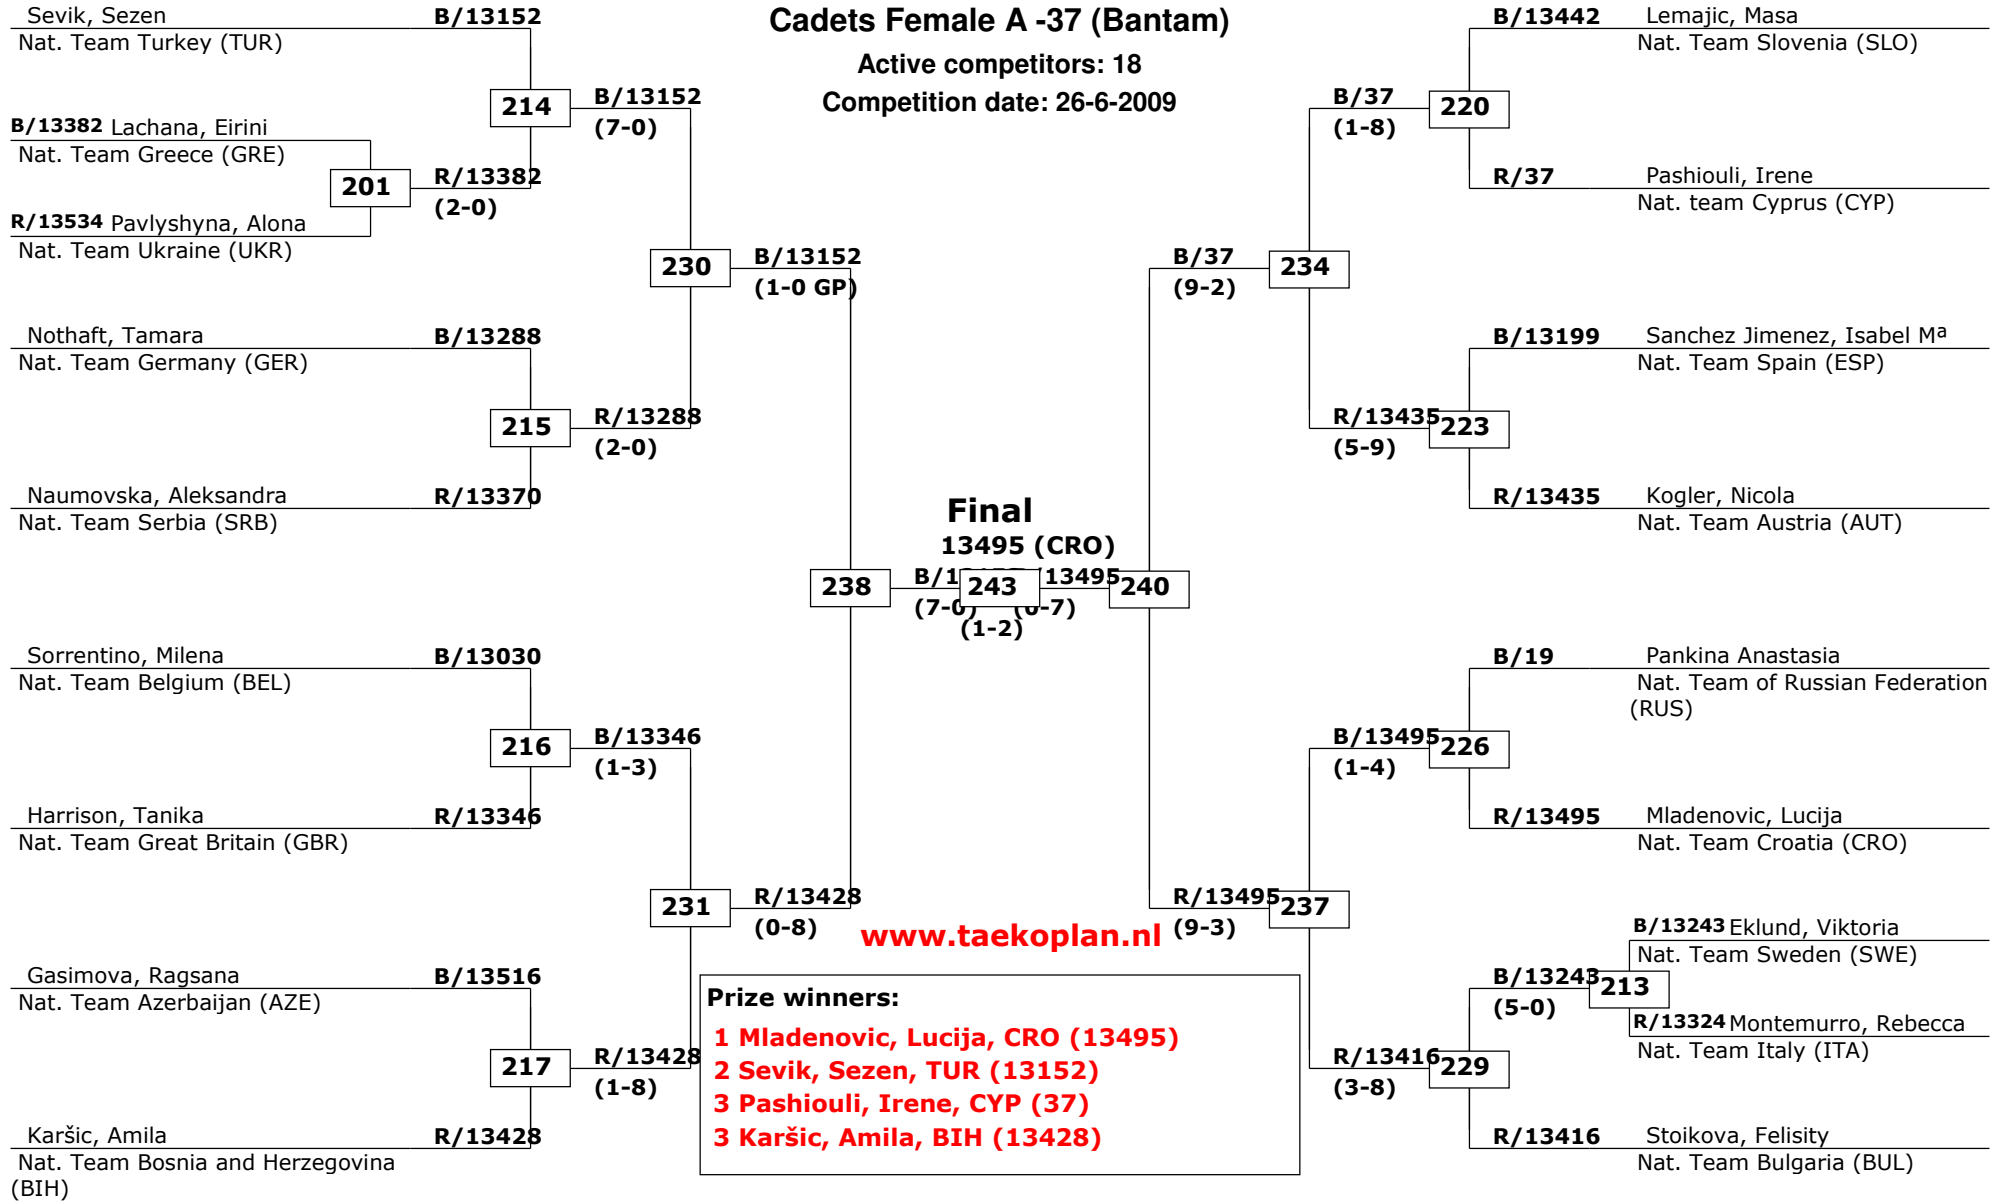 Cadets Female A -37 (Bantam)
Active competitors: 18
Competition date: 26-6-2009
Sevik, Sezen B/13152
Nat. Team Turkey (TUR)
214 B/13152
(7-0)
B/13382 Lachana, Eirini
Nat. Team Greece (GRE)
201 R/13382
(2-0)
R/13534 Pavlyshyna, Alona
Nat. Team Ukraine (UKR)
230 B/13152
(1-0 GP)
Nothaft, Tamara B/13288
Nat. Team Germany (GER)
215 R/13288
(2-0)
Naumovska, Aleksandra R/13370
Nat. Team Serbia (SRB)
Sorrentino, Milena B/13030
Nat. Team Belgium (BEL)
216 B/13346
(1-3)
Harrison, Tanika R/13346
Nat. Team Great Britain (GBR)
231 R/13428
(0-8)
Gasimova, Ragsana B/13516
Nat. Team Azerbaijan (AZE)
217 R/13428
(1-8)
Karšic, Amila R/13428
Nat. Team Bosnia and Herzegovina
(BIH)
Final
13495 (CRO)
238 243 /13495 240
(7-0) (0-7)
(1-2)
B/13442 Lemajic, Masa
Nat. Team Slovenia (SLO)
B/37 220
(1-8)
R/37 Pashiouli, Irene
Nat. team Cyprus (CYP)
B/37 234
(9-2)
B/13199 Sanchez Jimenez, Isabel Mª
Nat. Team Spain (ESP)
R/13435 223
(5-9)
R/13435 Kogler, Nicola
Nat. Team Austria (AUT)
B/19 Pankina Anastasia
Nat. Team of Russian Federation
(RUS)
B/13495 226
(1-4)
R/13495 Mladenovic, Lucija
Nat. Team Croatia (CRO)
R/13495 237
(9-3)
B/13243 Eklund, Viktoria
Nat. Team Sweden (SWE)
B/13243 213
(5-0)
R/13324 Montemurro, Rebecca
Nat. Team Italy (ITA)
R/13416 229
(3-8)
R/13416 Stoikova, Felisity
Nat. Team Bulgaria (BUL)
www.taekoplan.nl
Prize winners:
1 Mladenovic, Lucija, CRO (13495)
2 Sevik, Sezen, TUR (13152)
3 Pashiouli, Irene, CYP (37)
3 Karšic, Amila, BIH (13428)